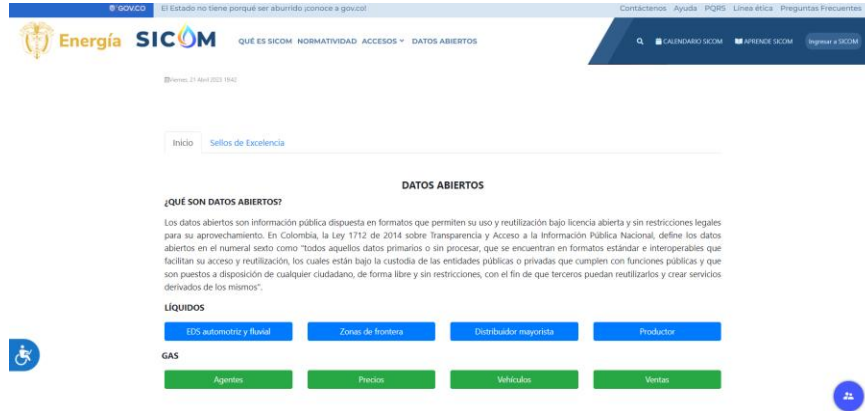 GOV.CO El Estado no tiene porqué ser aburrido ¡conoce a gov.co! Contáctenos Ayuda PQRS Línea ética Preguntas Frecuentes
Energía SICOM QUÉ ES SICOM NORMATIVIDAD ACCESOS DATOS ABIERTOS CALENDARIO SICOM APRENDE SICOM Ingresar a SICOM
Viernes, 21 Abril 2023
Inicio Sellos de Excelencia
DATOS ABIERTOS
¿QUÉ SON DATOS ABIERTOS?
Los datos abiertos son información pública dispuesta en formatos que permiten su uso y reutilización bajo licencia abierta y sin restricciones legales
para su aprovechamiento. En Colombia, la Ley 1712 de 2014 sobre Transparencia y Acceso a la Información Pública Nacional, define los datos
abiertos en el numeral sexto como "todos aquellos datos primarios o sin procesar, que se encuentran en formatos estándar e interoperables que
facilitan su acceso y reutilización, los cuales están bajo la custodia de las entidades públicas o privadas que cumplen con funciones públicas y que
son puestos a disposición de cualquier ciudadano, de forma libre y sin restricciones, con el fin de que terceros puedan reutilizarlos y crear servicios
derivados de los mismos".
LÍQUIDOS
EDS automotriz y fluvial Zonas de frontera Distribuidor mayorista Productor
GAS
Agentes Precios Vehículos Ventas